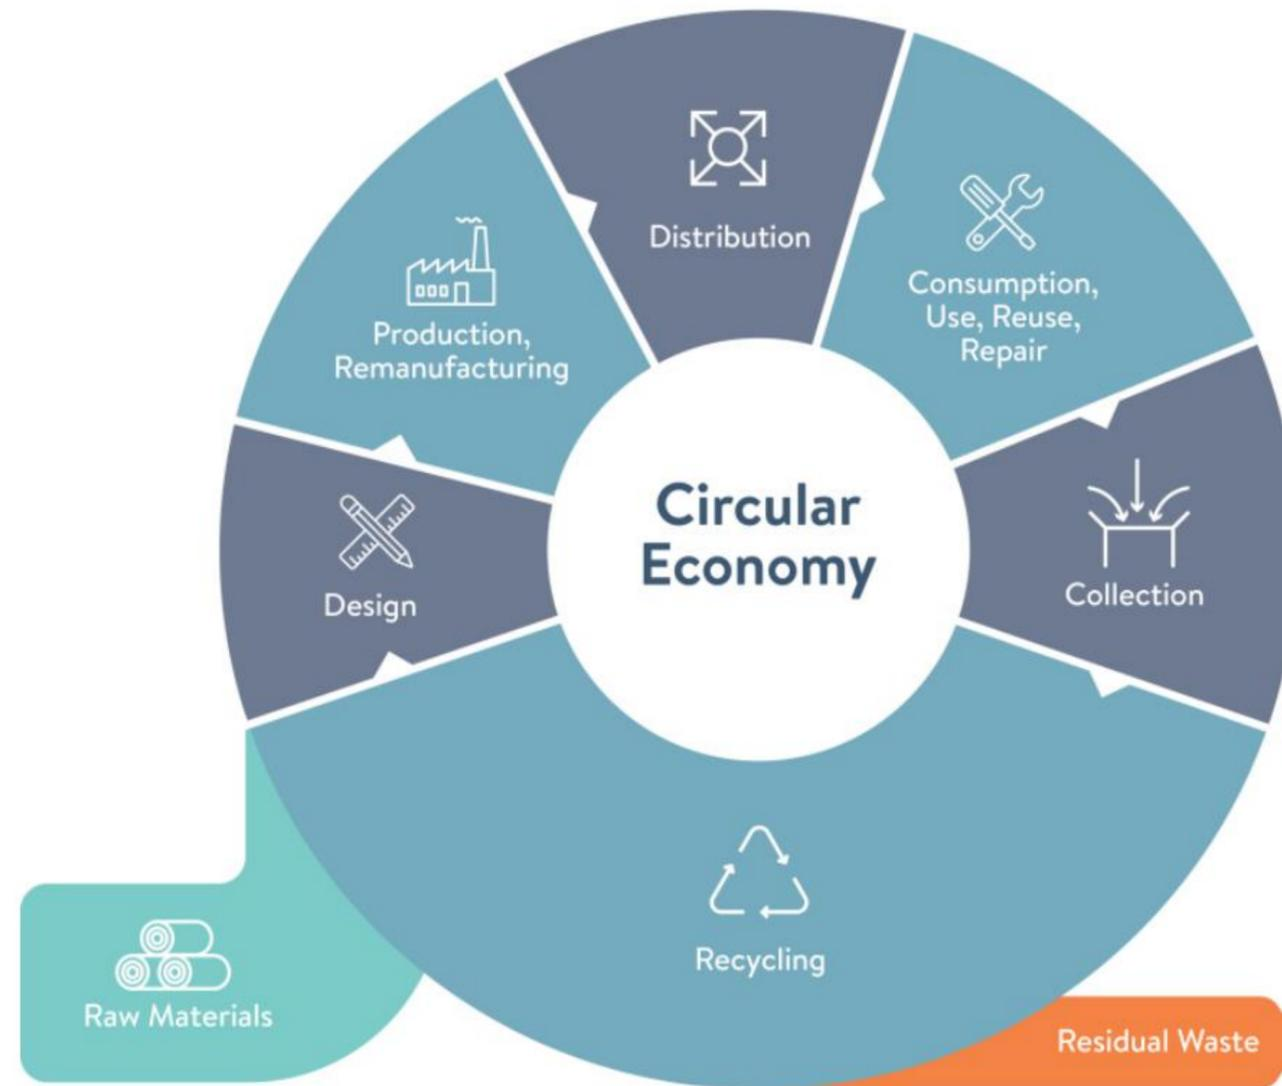 Distribution
Consumption,
Use, Reuse,
Repair
Production,
Remanufacturing
Circular
Economy
Design
Collection
Recycling
Raw Materials
Residual Waste